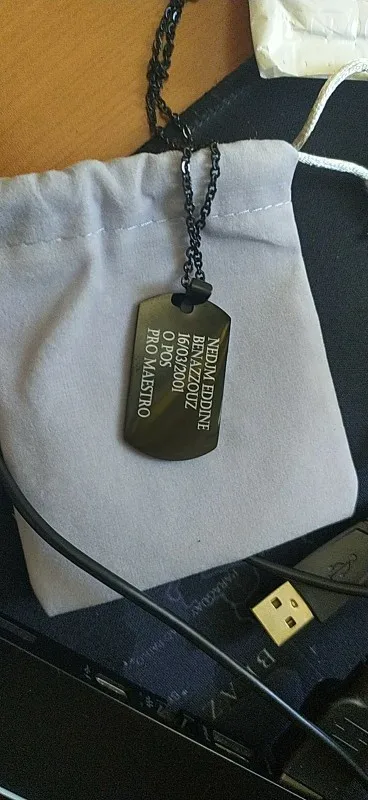 NEDJM EDDINE
BENAZZOUZ
16/03/2001
O POS
PRO MAESTRO